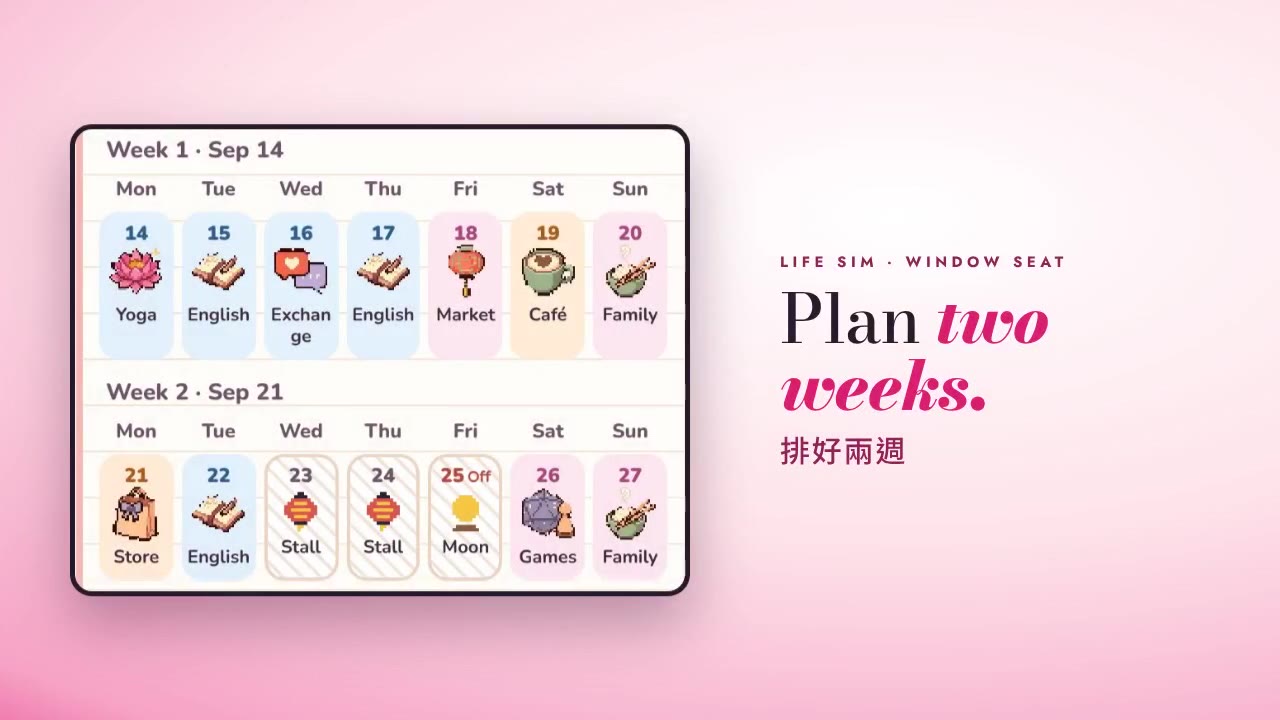 Week 1 · Sep 14
Mon Tue Wed Thu Fri Sat Sun
14 15 16 17 18 19 20
Yoga English Exchan English Market Café Family
ge
Week 2 · Sep 21
Mon Tue Wed Thu Fri Sat Sun
21 22 23 24 25 Off 26 27
Store English Stall Stall Moon Games Family
LIFE SIM · WINDOW SEAT
Plan two
weeks.
排好兩週